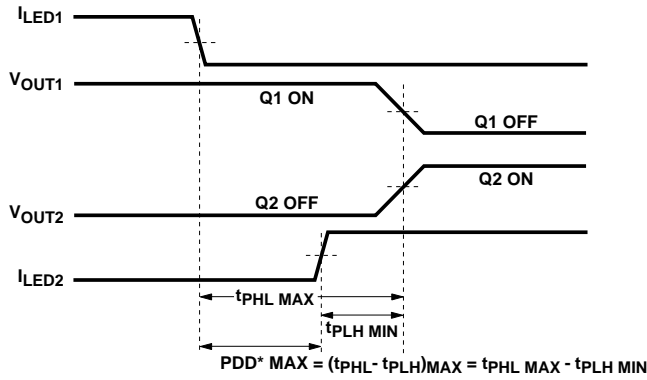 ILED1
VOUT1
Q1 ON
Q1 OFF
Q2 ON
Q2 OFF
VOUT2
ILED2
tPHL MAX
tPLH MIN
PDD* MAX = (tPHL- tPLH)MAX = tPHL MAX - tPLH MIN